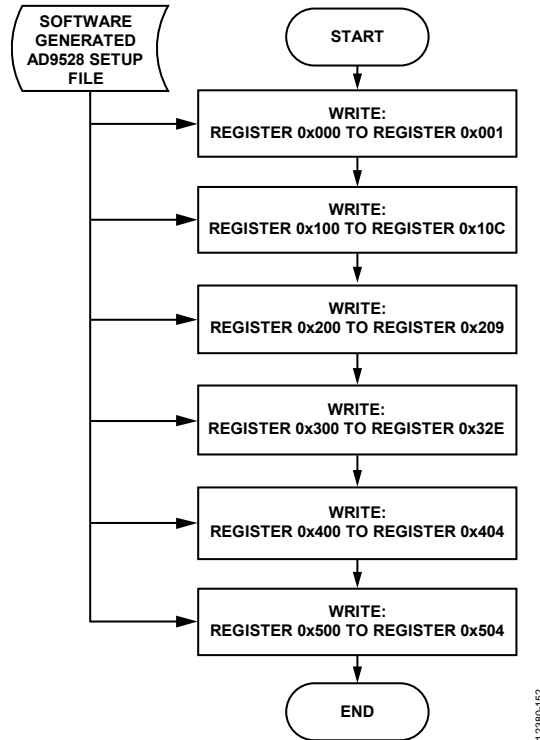 SOFTWARE
GENERATED
AD9528 SETUP
FILE
START
WRITE:
REGISTER 0x000 TO REGISTER 0x001
WRITE:
REGISTER 0x100 TO REGISTER 0x10C
WRITE:
REGISTER 0x200 TO REGISTER 0x209
WRITE:
REGISTER 0x300 TO REGISTER 0x32E
WRITE:
REGISTER 0x400 TO REGISTER 0x404
WRITE:
REGISTER 0x500 TO REGISTER 0x504
END
12380-152